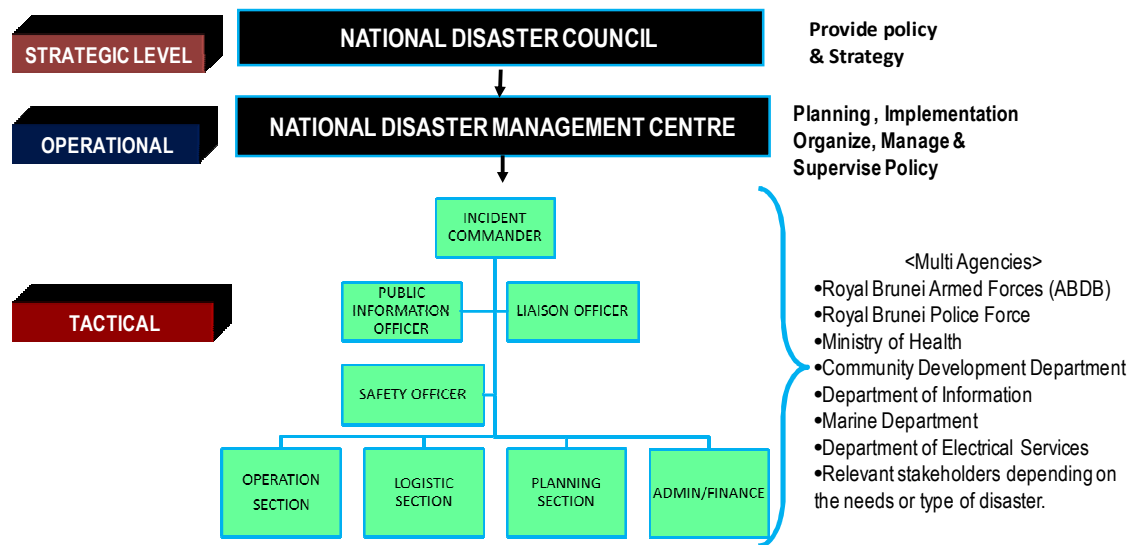 STRATEGIC LEVEL
NATIONAL DISASTER COUNCIL
Provide policy
& Strategy
OPERATIONAL
NATIONAL DISASTER MANAGEMENT CENTRE
Planning , Implementation
Organize, Manage &
Supervise Policy
TACTICAL
INCIDENT
COMMANDER
PUBLIC
INFORMATION
OFFICER
LIAISON OFFICER
SAFETY OFFICER
OPERATION
SECTION
LOGISTIC
SECTION
PLANNING
SECTION
ADMIN/FINANCE
<Multi Agencies>
•Royal Brunei Armed Forces (ABDB)
•Royal Brunei Police Force
•Ministry of Health
•Community Development Department
•Department of Information
•Marine Department
•Department of Electrical Services
•Relevant stakeholders depending on
the needs or type of disaster.